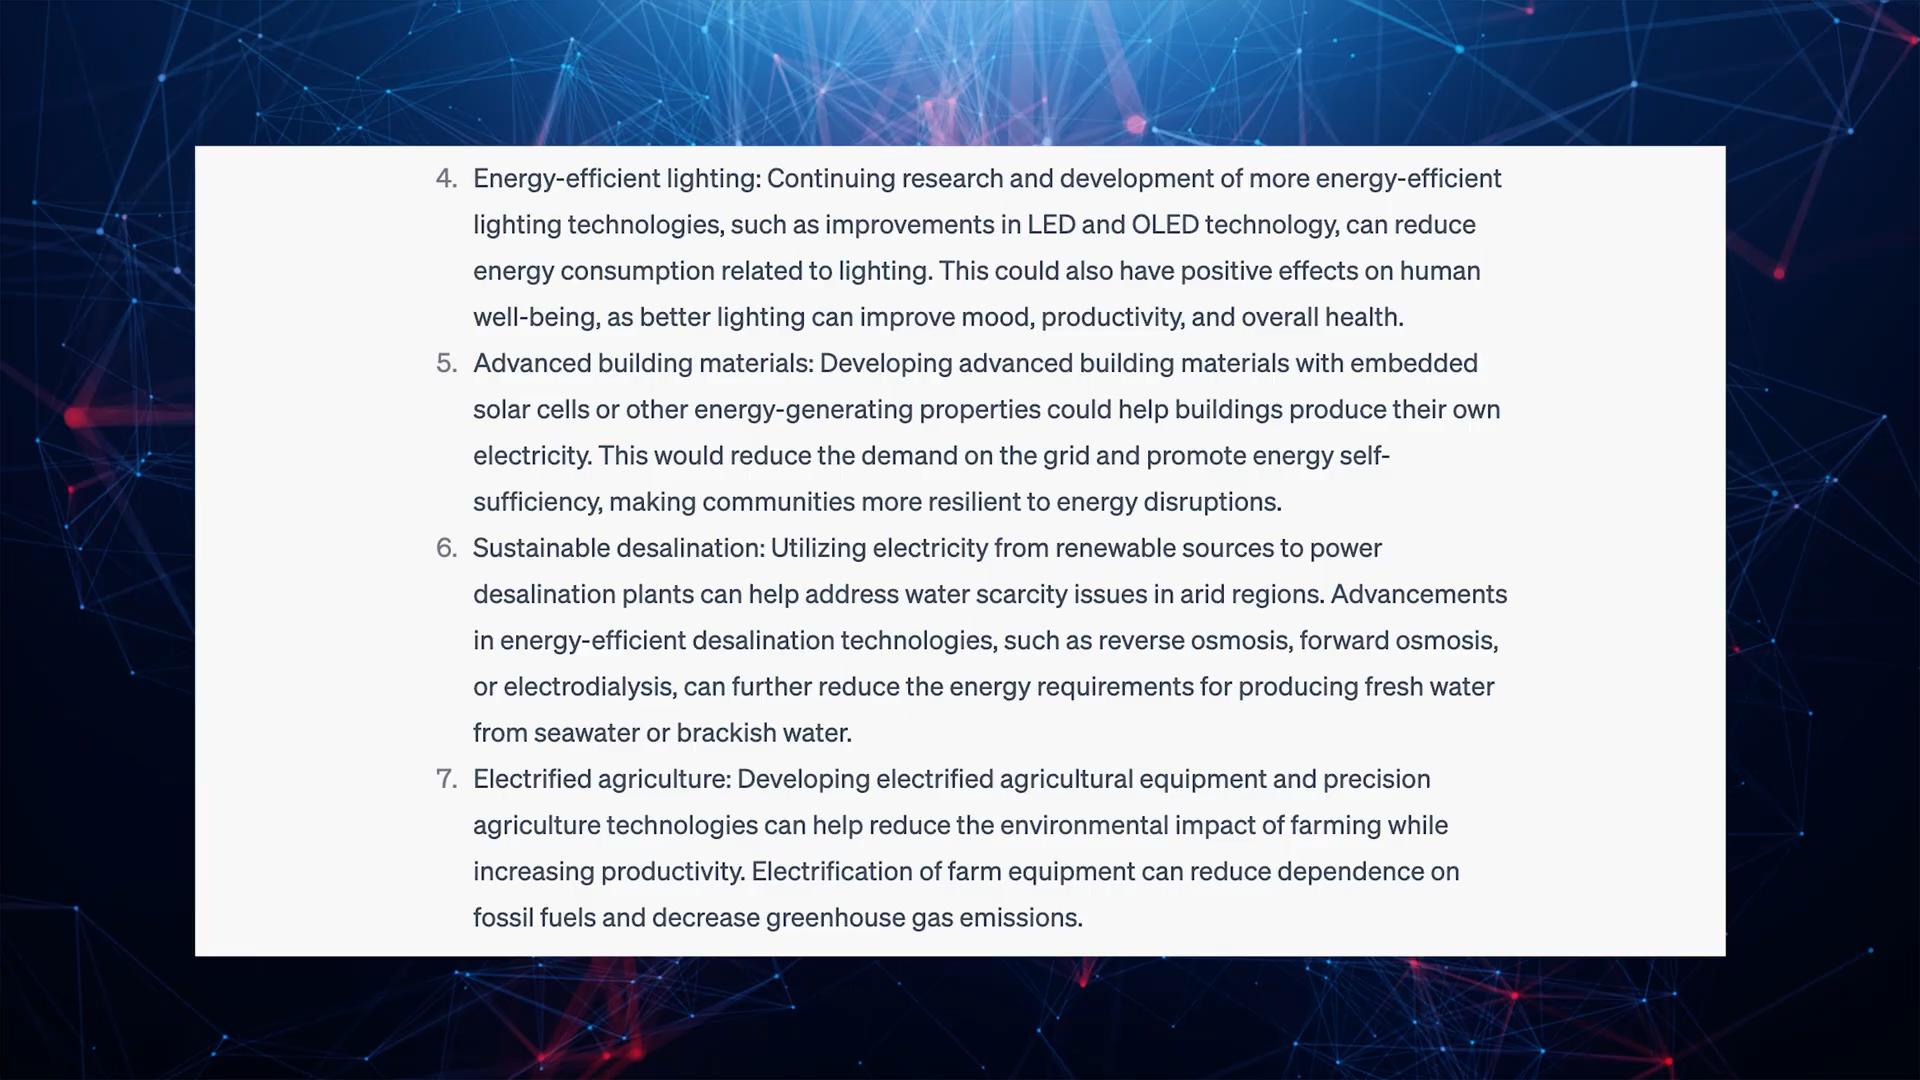 4. Energy-efficient lighting: Continuing research and development of more energy-efficient
lighting technologies, such as improvements in LED and OLED technology, can reduce
energy consumption related to lighting. This could also have positive effects on human
well-being, as better lighting can improve mood, productivity, and overall health.
5. Advanced building materials: Developing advanced building materials with embedded
solar cells or other energy-generating properties could help buildings produce their own
electricity. This would reduce the demand on the grid and promote energy self-
sufficiency, making communities more resilient to energy disruptions.
6. Sustainable desalination: Utilizing electricity from renewable sources to power
desalination plants can help address water scarcity issues in arid regions. Advancements
in energy-efficient desalination technologies, such as reverse osmosis, forward osmosis,
or electrodialysis, can further reduce the energy requirements for producing fresh water
from seawater or brackish water.
7. Electrified agriculture: Developing electrified agricultural equipment and precision
agriculture technologies can help reduce the environmental impact of farming while
increasing productivity. Electrification of farm equipment can reduce dependence on
fossil fuels and decrease greenhouse gas emissions.